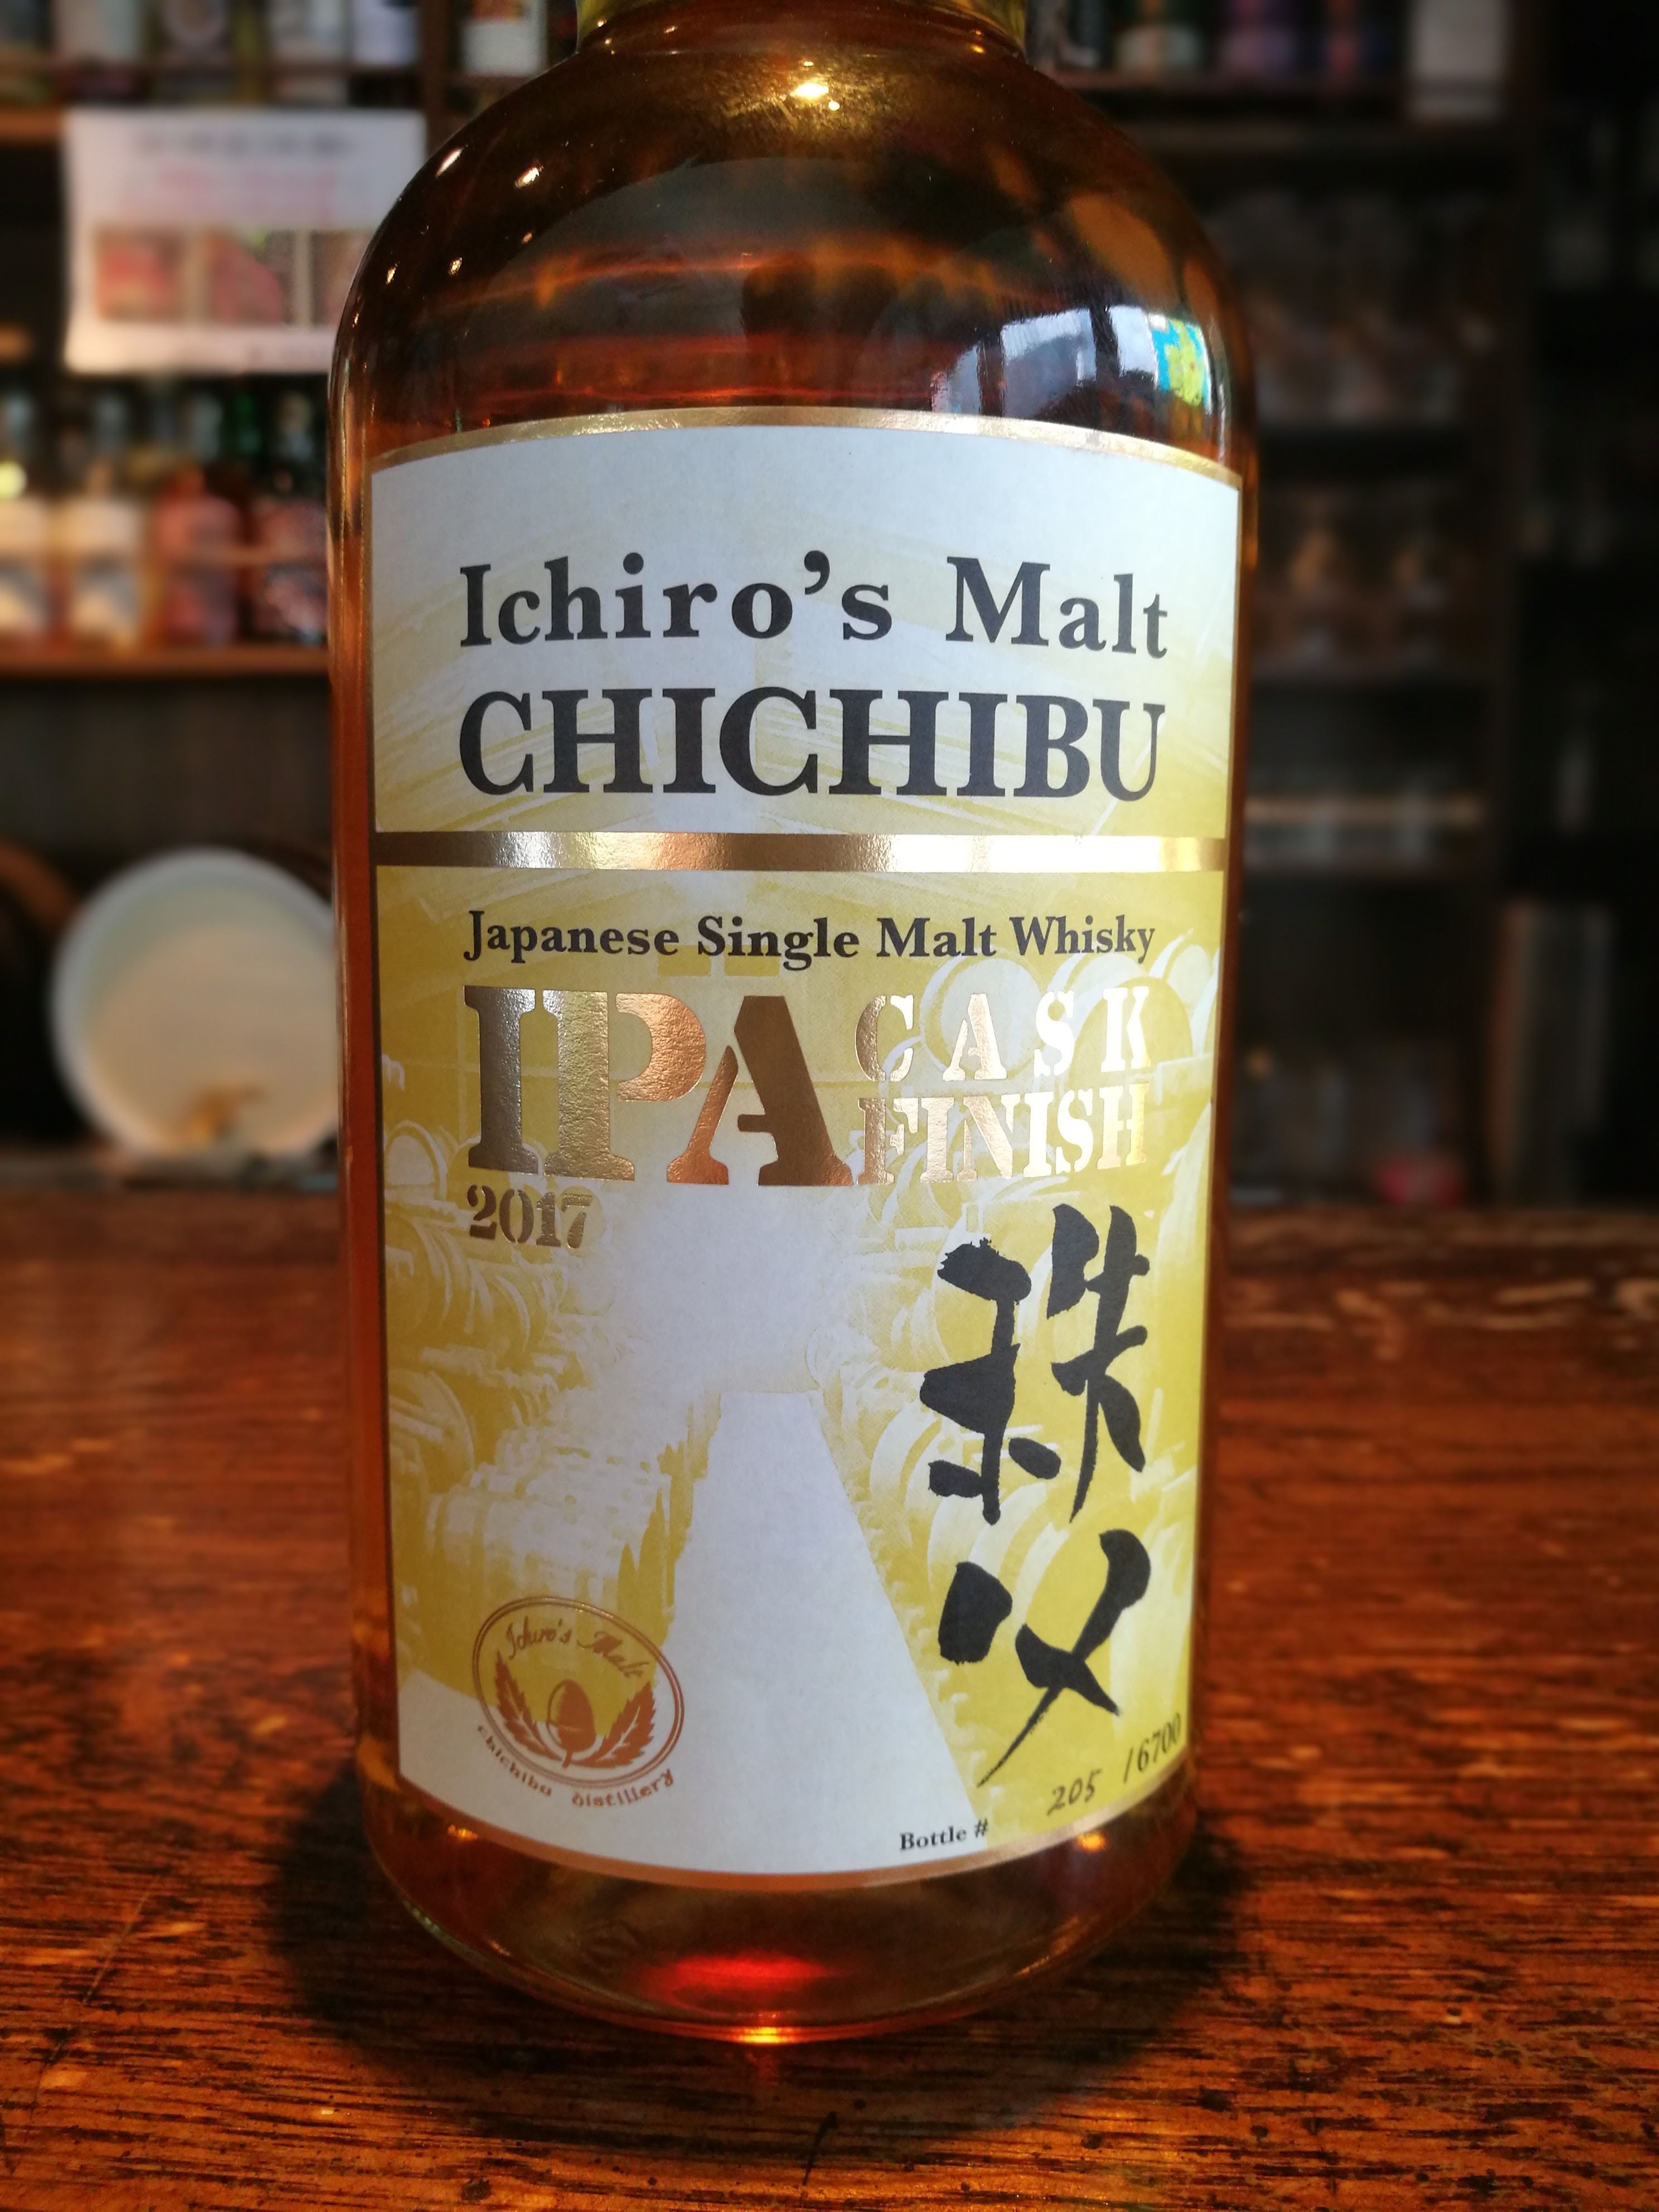 Ichiro's Malt
CHICHIBU
Japanese Single Malt Whisky
IPA CASK
FINISH
2017
秩父
Ichiro's Malt
Chichibu Distillery
Bottle # 205 /6700